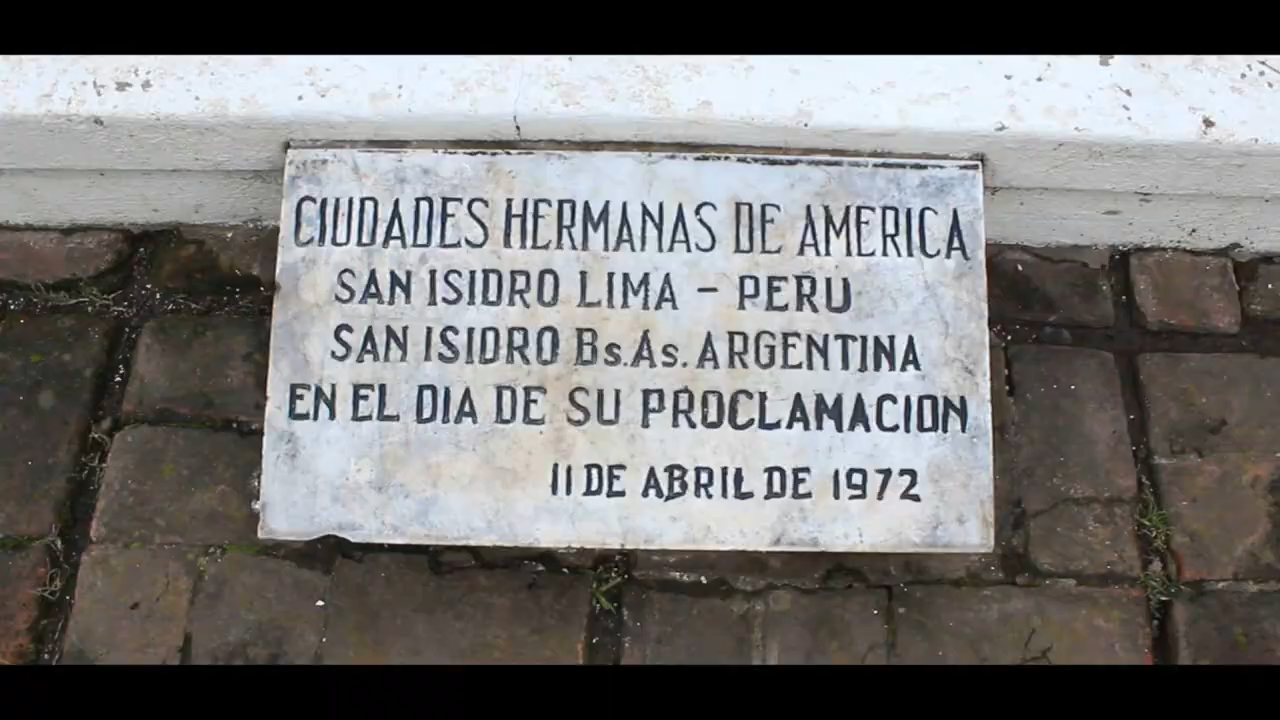 CIUDADES HERMANAS DE AMERICA
SAN ISIDRO LIMA - PERU
SAN ISIDRO Bs.As. ARGENTINA
EN EL DIA DE SU PROCLAMACION
11 DE ABRIL DE 1972